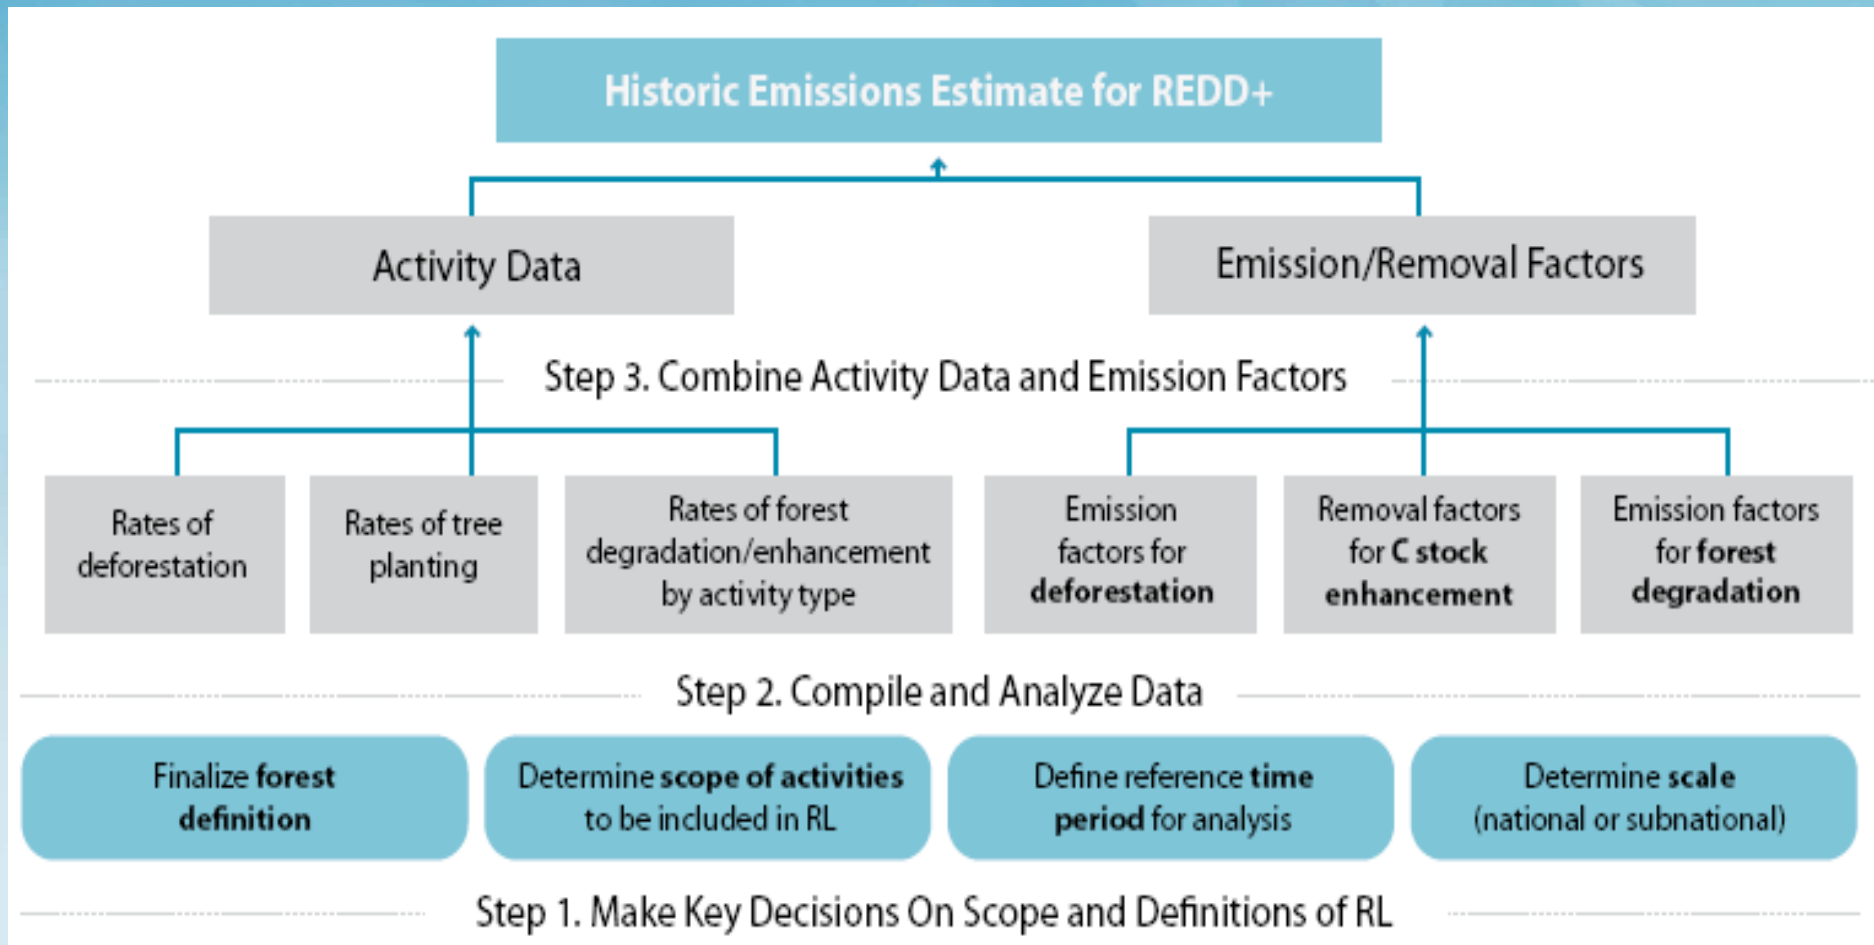 Historic Emissions Estimate for REDD+
Activity Data
Emission/Removal Factors
Step 3. Combine Activity Data and Emission Factors
Rates of
deforestation
Rates of tree
planting
Rates of forest
degradation/enhancement
by activity type
Emission
factors for
deforestation
Removal factors
for C stock
enhancement
Emission factors
for forest
degradation
Step 2. Compile and Analyze Data
Finalize forest
definition
Determine scope of activities
to be included in RL
Define reference time
period for analysis
Determine scale
(national or subnational)
Step 1. Make Key Decisions On Scope and Definitions of RL